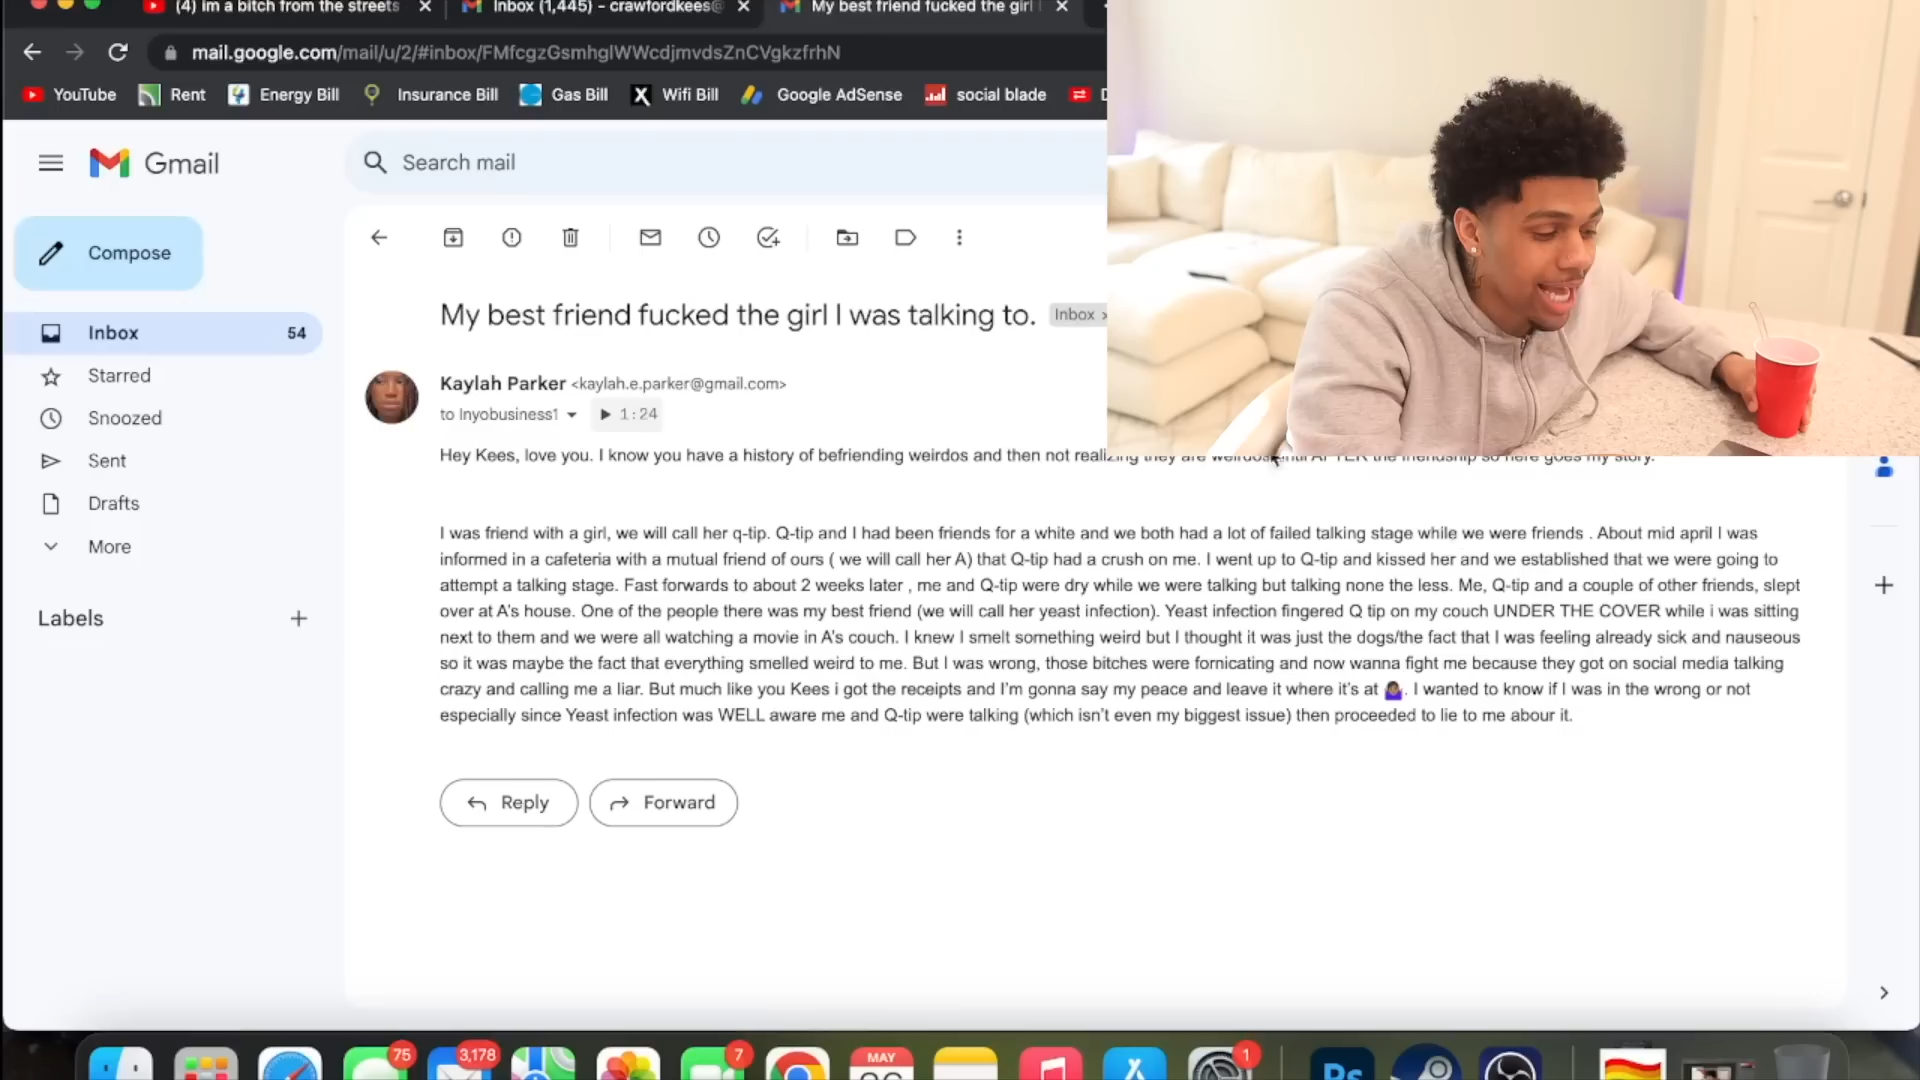 (4) im a bitch from the streets
Inbox (1,445) - crawfordkees@
My best friend fucked the girl
mail.google.com/mail/u/2/#inbox/FMfcgzGsmhglWWcdjmvdsZnCVgkzfrhN
YouTube Rent Energy Bill Insurance Bill Gas Bill Wifi Bill Google AdSense social blade
Gmail
Search mail
Compose
Inbox 54
Starred
Snoozed
Sent
Drafts
More
Labels
My best friend fucked the girl I was talking to. Inbox
Kaylah Parker <kaylah.e.parker@gmail.com>
to Inyobusiness1 1:24
Hey Kees, love you. I know you have a history of befriending weirdos and then not realizing they are weirdos until AFTER the friendship so here goes my story.
I was friend with a girl, we will call her q-tip. Q-tip and I had been friends for a white and we both had a lot of failed talking stage while we were friends . About mid april I was
informed in a cafeteria with a mutual friend of ours ( we will call her A) that Q-tip had a crush on me. I went up to Q-tip and kissed her and we established that we were going to
attempt a talking stage. Fast forwards to about 2 weeks later , me and Q-tip were dry while we were talking but talking none the less. Me, Q-tip and a couple of other friends, slept
over at A's house. One of the people there was my best friend (we will call her yeast infection). Yeast infection fingered Q tip on my couch UNDER THE COVER while i was sitting
next to them and we were all watching a movie in A's couch. I knew I smelt something weird but I thought it was just the dogs/the fact that I was feeling already sick and nauseous
so it was maybe the fact that everything smelled weird to me. But I was wrong, those bitches were fornicating and now wanna fight me because they got on social media talking
crazy and calling me a liar. But much like you Kees i got the receipts and I'm gonna say my peace and leave it where it's at 🤷🏾‍♀️. I wanted to know if I was in the wrong or not
especially since Yeast infection was WELL aware me and Q-tip were talking (which isn't even my biggest issue) then proceeded to lie to me abour it.
Reply Forward
75 3,178 7 MAY 1
Ps